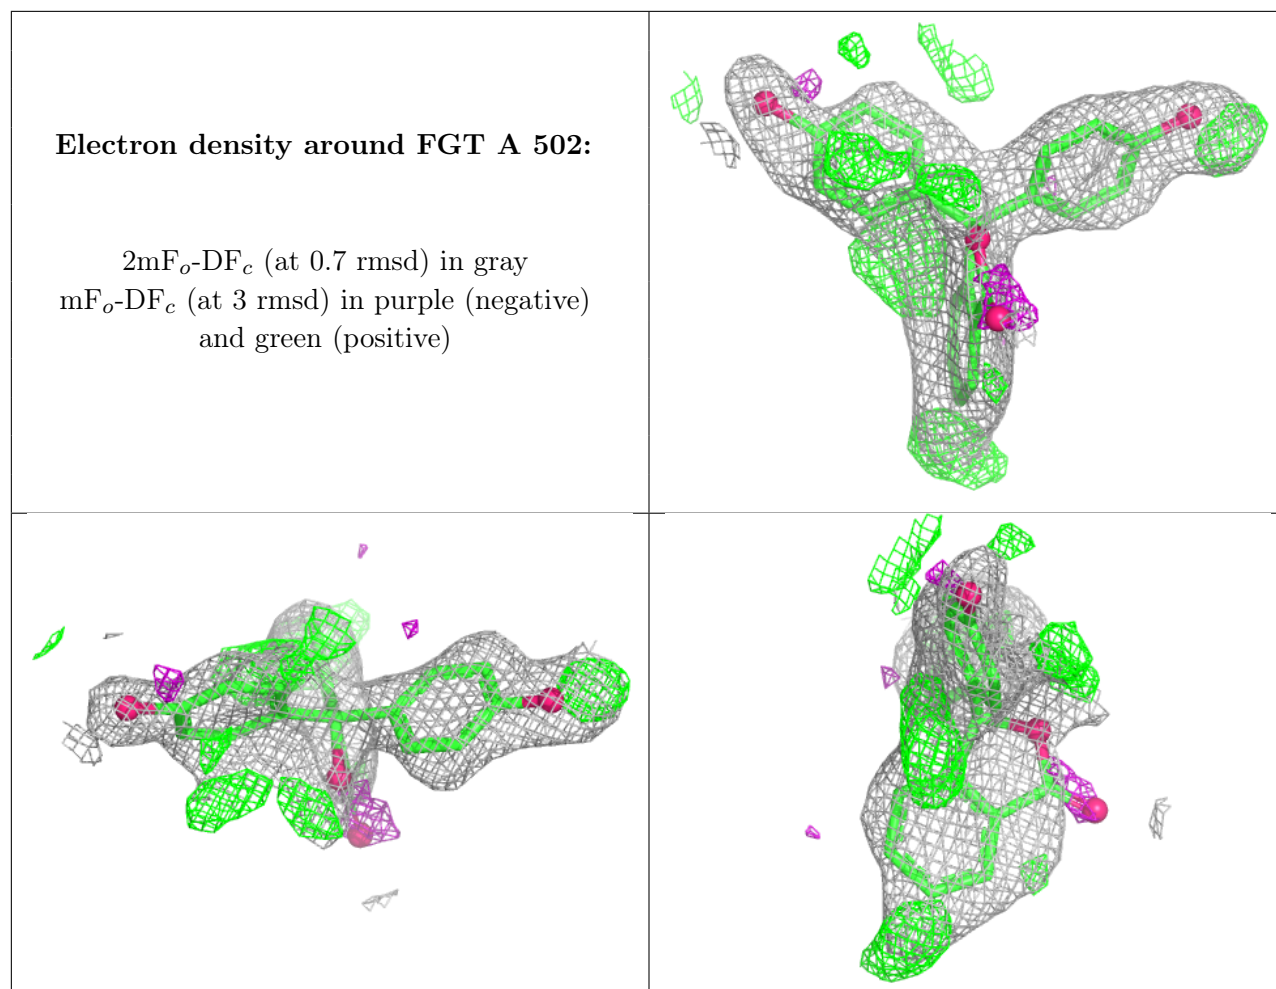 Electron density around FGT A 502:
2mFo-DFc (at 0.7 rmsd) in gray
mFo-DFc (at 3 rmsd) in purple (negative)
and green (positive)